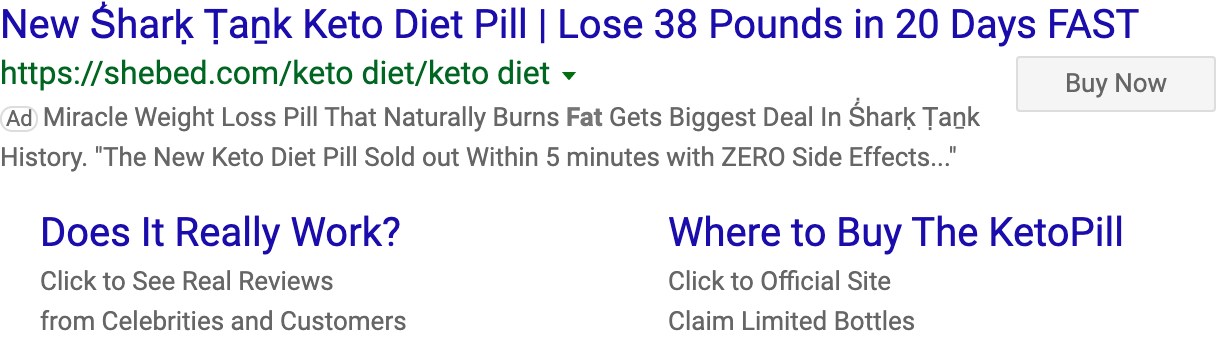 New Ṡ́harḳ Ṭaṉk Keto Diet Pill | Lose 38 Pounds in 20 Days FAST
https://shebed.com/keto diet/keto diet
Buy Now
Ad Miracle Weight Loss Pill That Naturally Burns Fat Gets Biggest Deal In Ṡ́harḳ Ṭaṉk
History. "The New Keto Diet Pill Sold out Within 5 minutes with ZERO Side Effects..."
Does It Really Work?
Click to See Real Reviews
from Celebrities and Customers
Where to Buy The KetoPill
Click to Official Site
Claim Limited Bottles